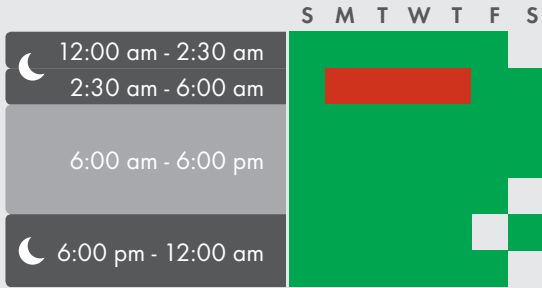 S M T W T F S
12:00 am - 2:30 am
2:30 am - 6:00 am
6:00 am - 6:00 pm
6:00 pm - 12:00 am